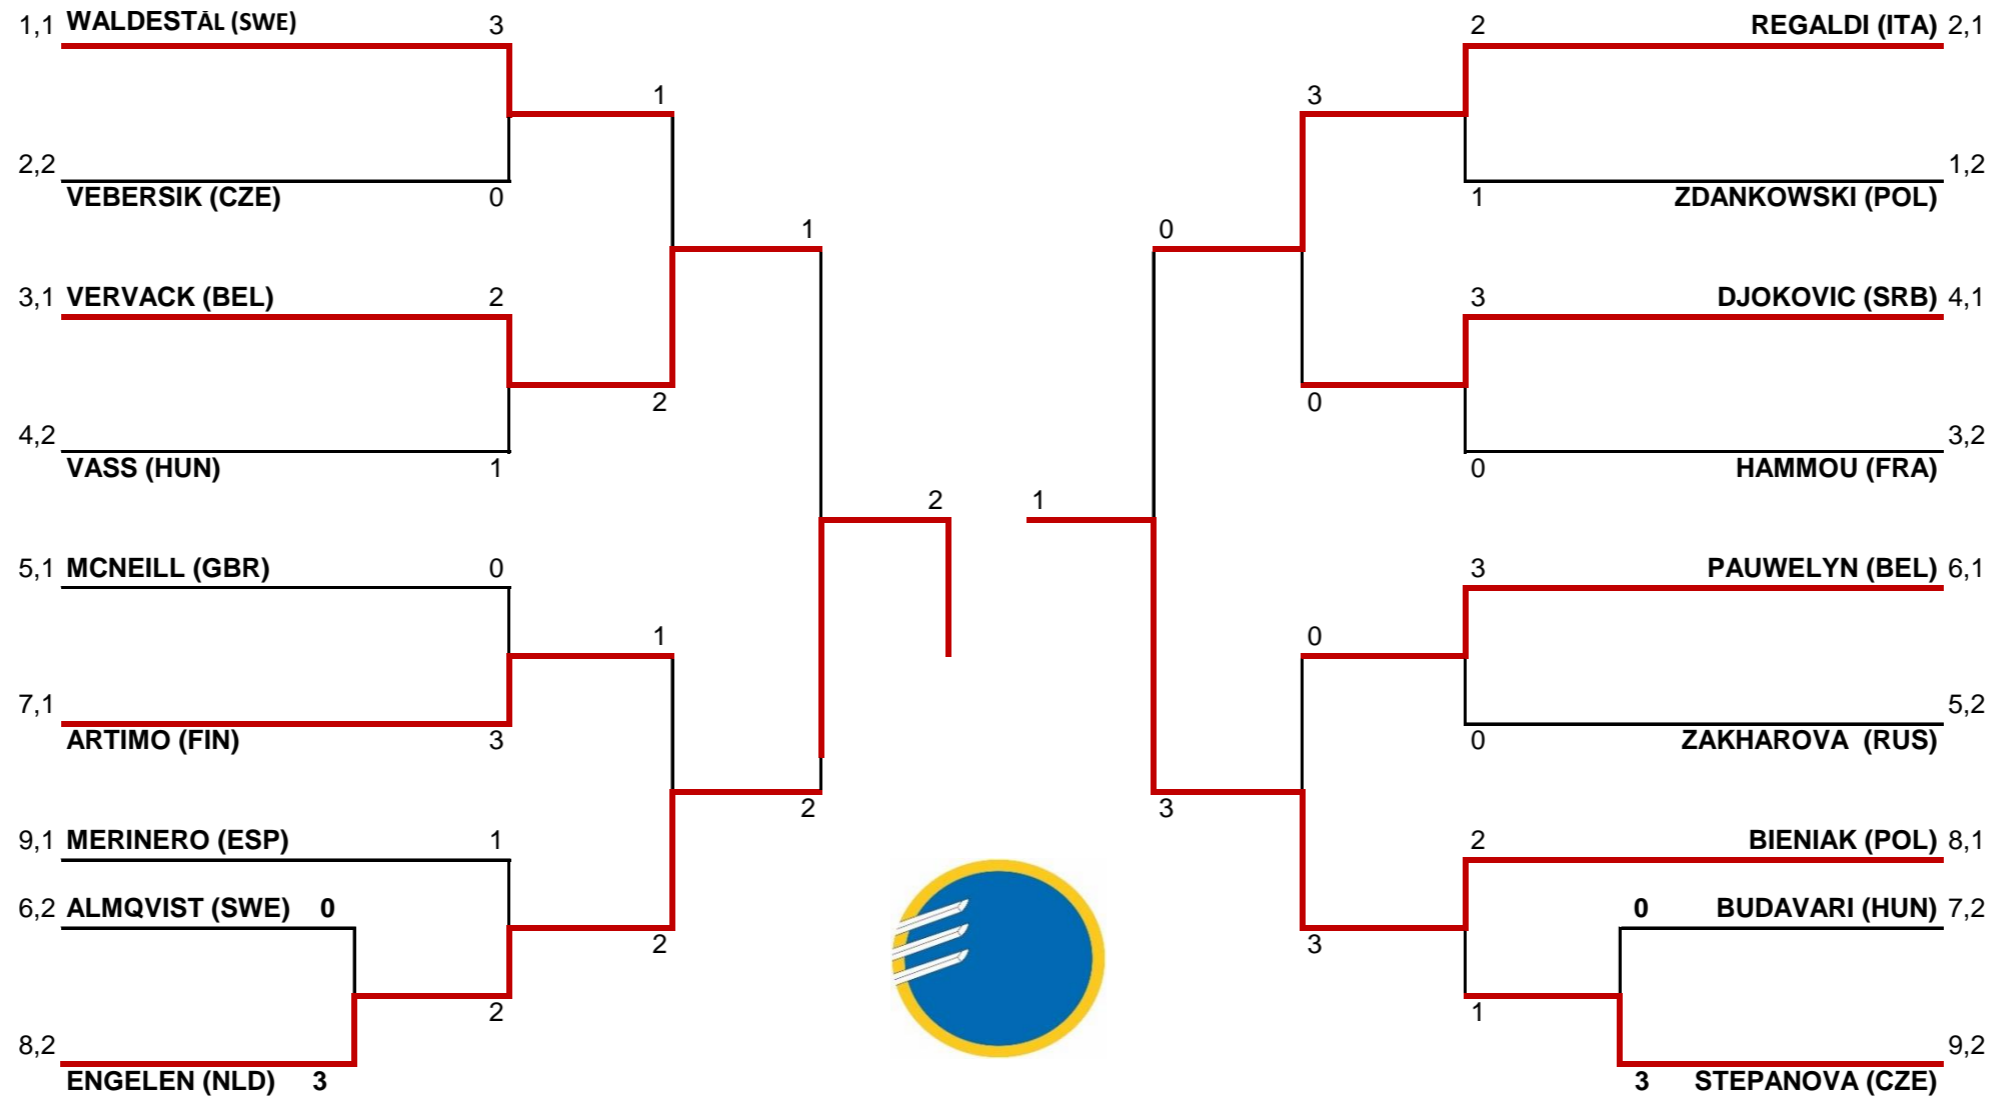 1,1 WALDESTÅL (SWE) 3 2 REGALDI (ITA) 2,1
1 3
2,2 1,2
VEBERSIK (CZE) 0 1 ZDANKOWSKI (POL)
1 0
3,1 VERVACK (BEL) 2 3 DJOKOVIC (SRB) 4,1
2 0
4,2 3,2
VASS (HUN) 1 0 HAMMOU (FRA)
2 1
5,1 MCNEILL (GBR) 0 3 PAUWELYN (BEL) 6,1
1 0
7,1 5,2
ARTIMO (FIN) 3 0 ZAKHAROVA (RUS)
2 3
9,1 MERINERO (ESP) 1 2 BIENIAK (POL) 8,1
6,2 ALMQVIST (SWE) 0 0 BUDAVARI (HUN) 7,2
2 3
2 1
8,2 9,2
ENGELEN (NLD) 3 3 STEPANOVA (CZE)